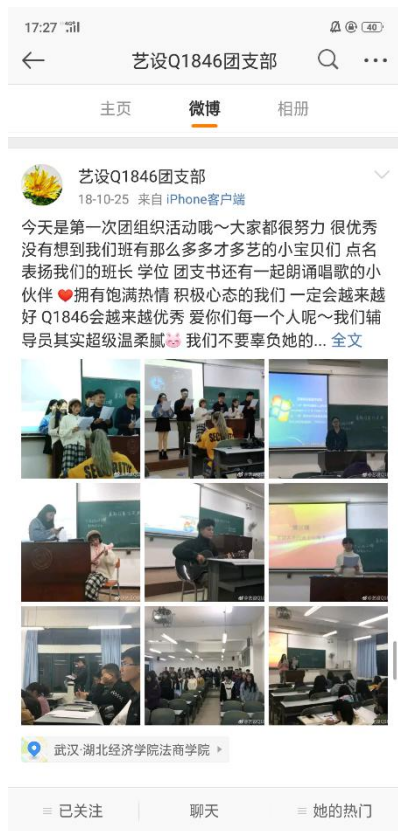 17:27
40
艺设Q1846团支部
主页 微博 相册
艺设Q1846团支部
18-10-25 来自 iPhone客户端
今天是第一次团组织活动哦～大家都很努力 很优秀
没有想到我们班有那么多多才多艺的小宝贝们 点名
表扬我们的班长 学位 团支书还有一起朗诵唱歌的小
伙伴 ❤️拥有饱满热情 积极心态的我们 一定会越来越
好 Q1846会越来越优秀 爱你们每一个人呢～我们辅
导员其实超级温柔腻🐰 我们不要辜负她的... 全文
SECURITY
武汉·湖北经济学院法商学院
已关注 聊天 她的热门